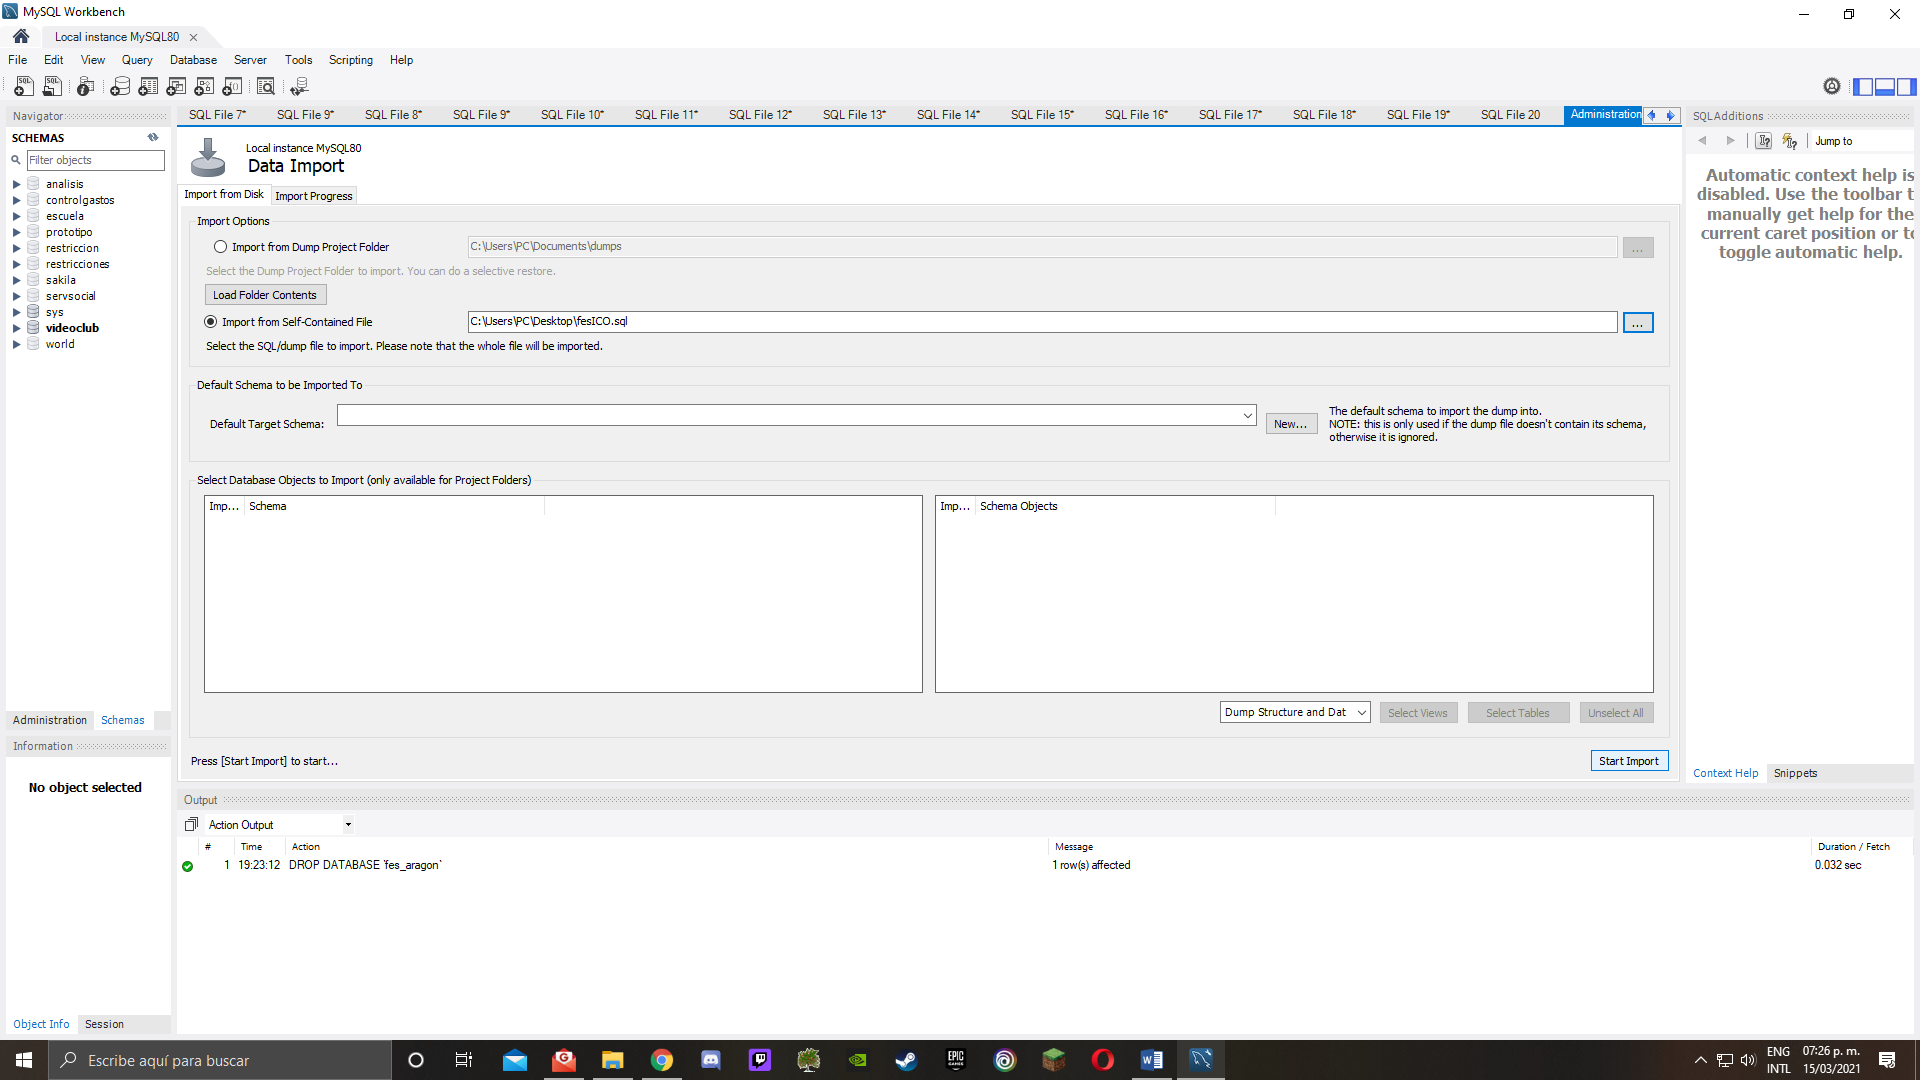 MySQL Workbench
Local instance MySQL80
File Edit View Query Database Server Tools Scripting Help
Navigator
SCHEMAS
Filter objects
analisis
controlgastos
escuela
prototipo
restriccion
restricciones
sakila
servsocial
sys
videoclub
world
Administration Schemas
Information
No object selected
Object Info Session
SQL File 7* SQL File 9* SQL File 8* SQL File 9* SQL File 10* SQL File 11* SQL File 12* SQL File 13* SQL File 14* SQL File 15* SQL File 16* SQL File 17* SQL File 18* SQL File 19* SQL File 20 Administration
Local instance MySQL80
Data Import
Import from Disk Import Progress
Import Options
Import from Dump Project Folder C:\Users\PC\Documents\dumps ...
Select the Dump Project Folder to import. You can do a selective restore.
Load Folder Contents
Import from Self-Contained File C:\Users\PC\Desktop\fesICO.sql ...
Select the SQL/dump file to import. Please note that the whole file will be imported.
Default Schema to be Imported To
Default Target Schema: New...
The default schema to import the dump into.
NOTE: this is only used if the dump file doesn't contain its schema,
otherwise it is ignored.
Select Database Objects to Import (only available for Project Folders)
Imp... Schema
Imp... Schema Objects
Dump Structure and Dat Select Views Select Tables Unselect All
Press [Start Import] to start...
Start Import
SQLAdditions
Jump to
Automatic context help is
disabled. Use the toolbar t
manually get help for the
current caret position or to
toggle automatic help.
Context Help Snippets
Output
Action Output
# Time Action Message Duration / Fetch
1 19:23:12 DROP DATABASE `fes_aragon` 1 row(s) affected 0.032 sec
Escribe aquí para buscar
EPIC
GAMES
ENG
INTL
07:26 p. m.
15/03/2021